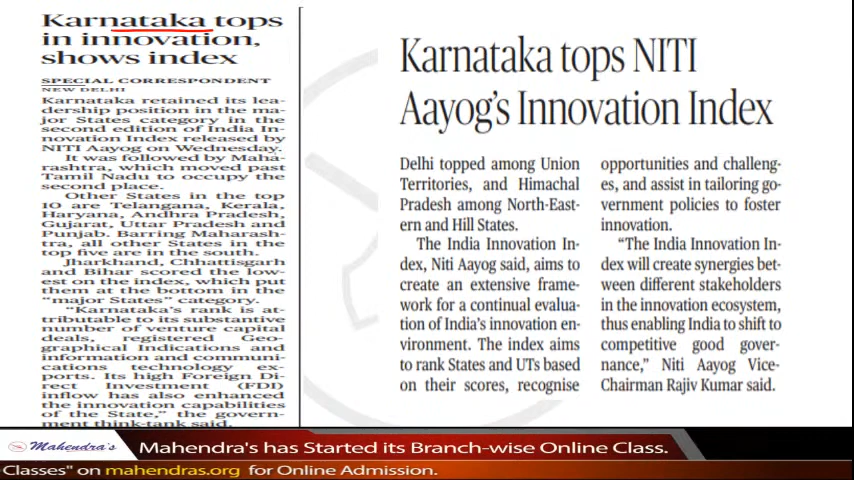 Karnataka tops
in innovation,
shows index
SPECIAL CORRESPONDENT
NEW DELHI
Karnataka retained its lea-
dership position in the ma-
jor States category in the
second edition of India In-
novation Index released by
NITI Aayog on Wednesday.
It was followed by Maha-
rashtra, which moved past
Tamil Nadu to occupy the
second place.
Other States in the top
10 are Telangana, Kerala,
Haryana, Andhra Pradesh,
Gujarat, Uttar Pradesh and
Punjab. Barring Maharash-
tra, all other States in the
top five are in the south.
Jharkhand, Chhattisgarh
and Bihar scored the low-
est on the index, which put
them at the bottom in the
“major States” category.
“Karnataka’s rank is at-
tributable to its substantive
number of venture capital
deals, registered Geo-
graphical Indications and
information and communi-
cations technology ex-
ports. Its high Foreign Di-
rect Investment (FDI)
inflow has also enhanced
the innovation capabilities
of the State,” the govern-
ment think-tank said.
Karnataka tops NITI
Aayog’s Innovation Index
Delhi topped among Union
Territories, and Himachal
Pradesh among North-East-
ern and Hill States.
The India Innovation In-
dex, Niti Aayog said, aims to
create an extensive frame-
work for a continual evalua-
tion of India’s innovation en-
vironment. The index aims
to rank States and UTs based
on their scores, recognise
opportunities and challeng-
es, and assist in tailoring go-
vernment policies to foster
innovation.
“The India Innovation In-
dex will create synergies bet-
ween different stakeholders
in the innovation ecosystem,
thus enabling India to shift to
competitive good gover-
nance,” Niti Aayog Vice-
Chairman Rajiv Kumar said.
Mahendra's
Mahendra's has Started its Branch-wise Online Class.
Classes" on mahendras.org for Online Admission.